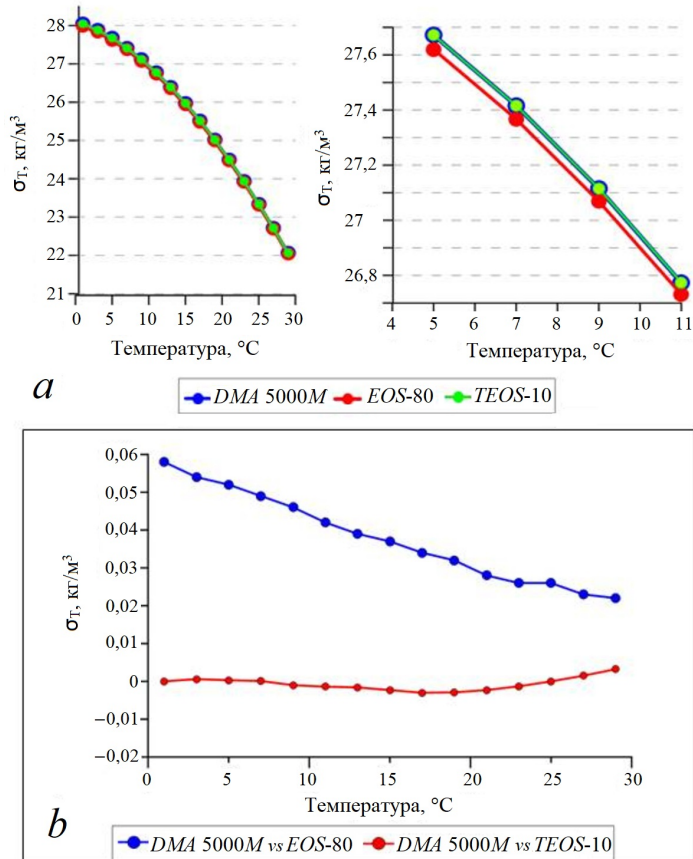 28
27
26
25
24
23
22
21
σT, кг/м³
0 5 10 15 20 25 30
Температура, °C
27,6
27,4
27,2
27
26,8
σT, кг/м³
4 5 6 7 8 9 10 11
Температура, °C
a
DMA 5000M EOS-80 TEOS-10
0,06
0,05
0,04
0,03
0,02
0,01
0
−0,01
−0,02
σT, кг/м³
0 5 10 15 20 25 30
Температура, °C
b
DMA 5000M vs EOS-80 DMA 5000M vs TEOS-10